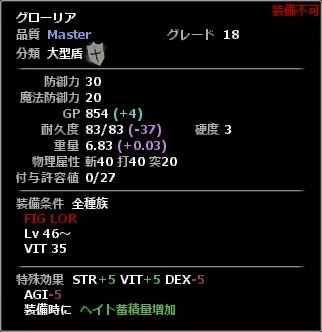 装備不可
グローリア
品質 Master グレード 18
分類 大型盾
防御力 30
魔法防御力 20
GP 854 (+4)
耐久度 83/83 (-37) 硬度 3
重量 6.83 (+0.03)
物理属性 斬40 打40 突20
付与許容値 0/27
装備条件 全種族
FIG LOR
Lv 46～
VIT 35
特殊効果 STR+5 VIT+5 DEX-5
AGI-5
装備時に ヘイト蓄積量増加